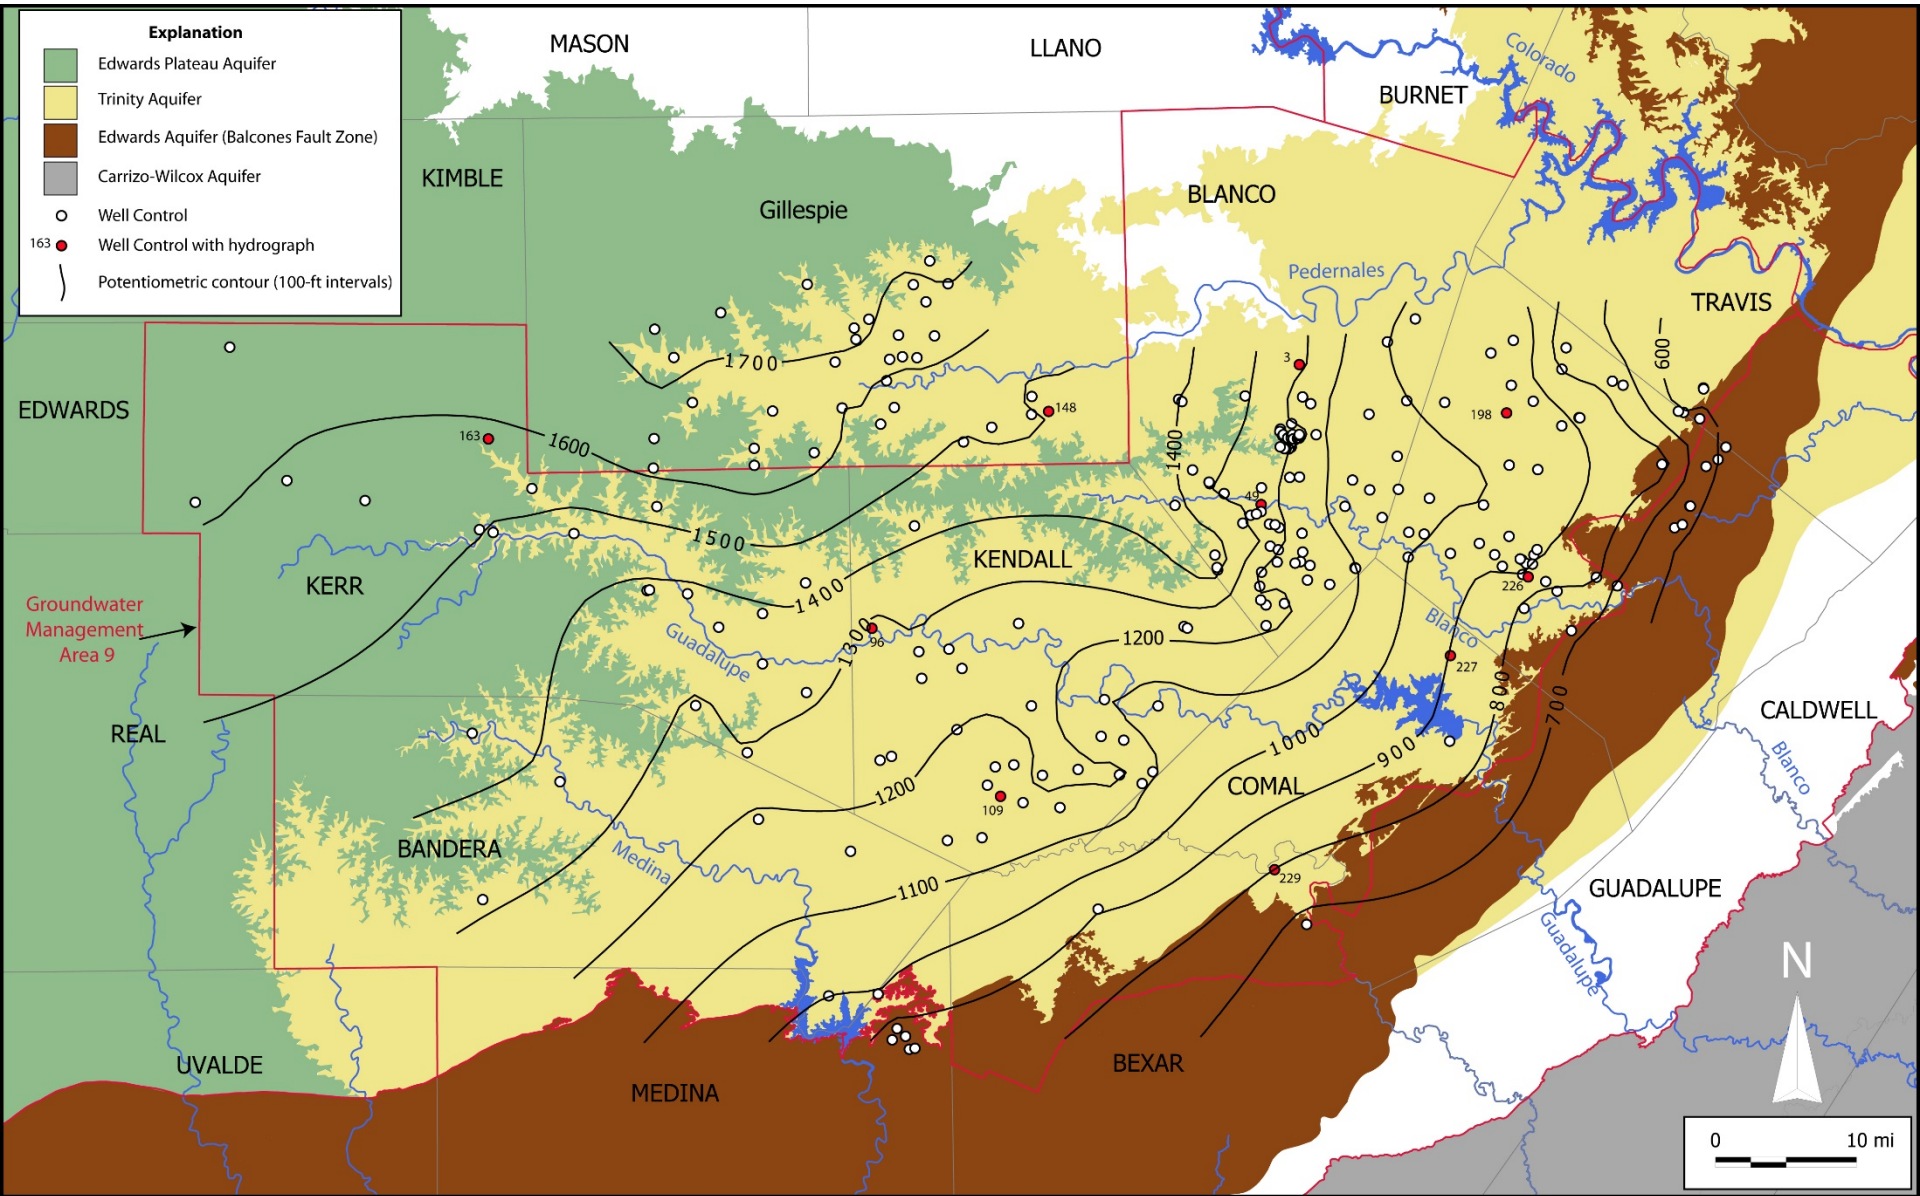 Explanation
Edwards Plateau Aquifer
Trinity Aquifer
Edwards Aquifer (Balcones Fault Zone)
Carrizo-Wilcox Aquifer
Well Control
163 Well Control with hydrograph
Potentiometric contour (100-ft intervals)
MASON
LLANO
BURNET
Colorado
KIMBLE
Gillespie
BLANCO
Pedernales
TRAVIS
EDWARDS
1700
600
3
148
198
163
1600
1400
49
1500
KENDALL
KERR
1400
226
Groundwater
Management
Area 9
Guadalupe
1300
96
1200
Blanco
227
REAL
800
700
CALDWELL
1000
900
Blanco
COMAL
1200
109
BANDERA
Medina
1100
229
GUADALUPE
Guadalupe
N
UVALDE
MEDINA
BEXAR
0 10 mi